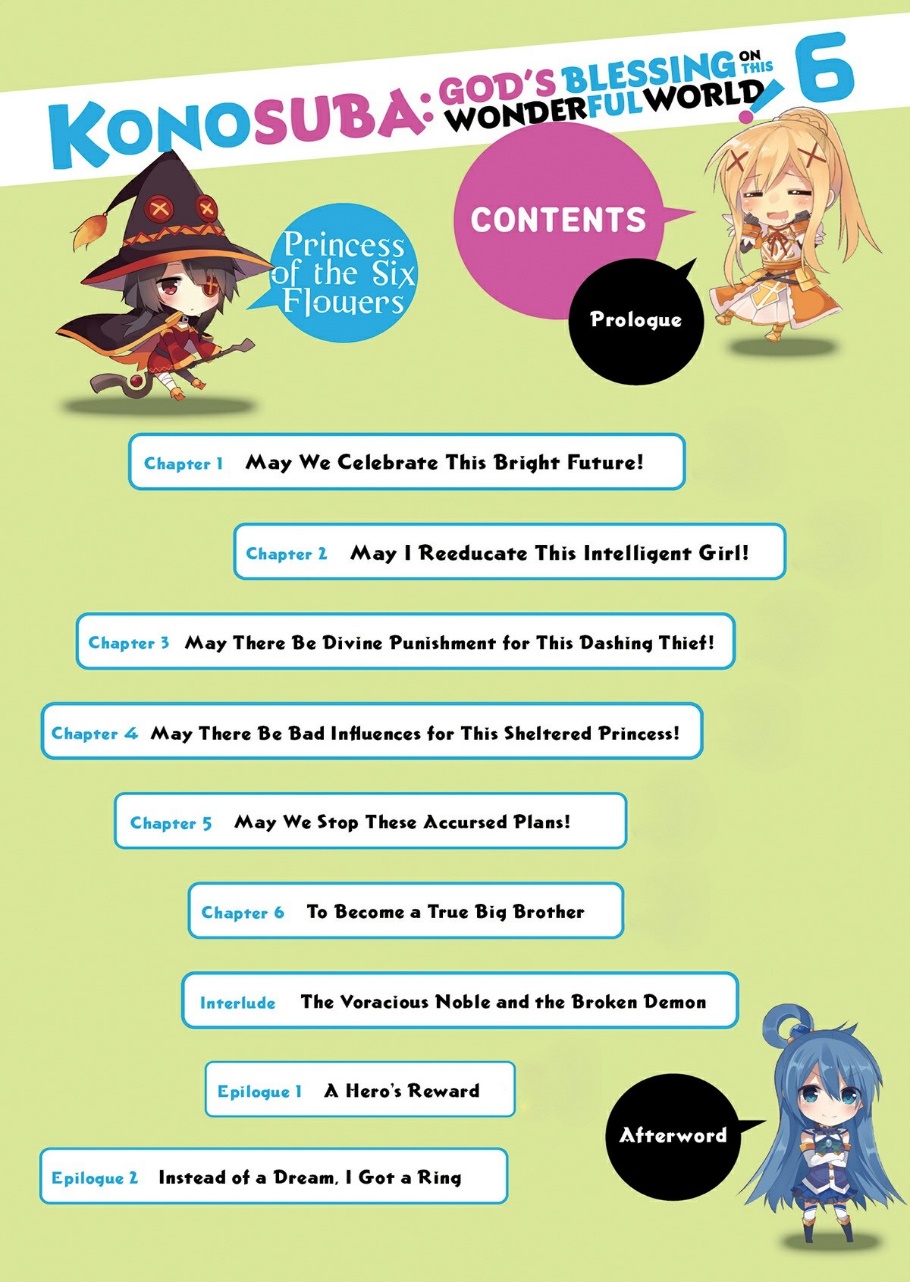 KONOSUBA: GOD'S BLESSING ON THIS
WONDERFUL WORLD! 6
CONTENTS
Princess
of the Six
Flowers
Prologue
Chapter 1 May We Celebrate This Bright Future!
Chapter 2 May I Reeducate This Intelligent Girl!
Chapter 3 May There Be Divine Punishment for This Dashing Thief!
Chapter 4 May There Be Bad Influences for This Sheltered Princess!
Chapter 5 May We Stop These Accursed Plans!
Chapter 6 To Become a True Big Brother
Interlude The Voracious Noble and the Broken Demon
Epilogue 1 A Hero's Reward
Afterword
Epilogue 2 Instead of a Dream, I Got a Ring